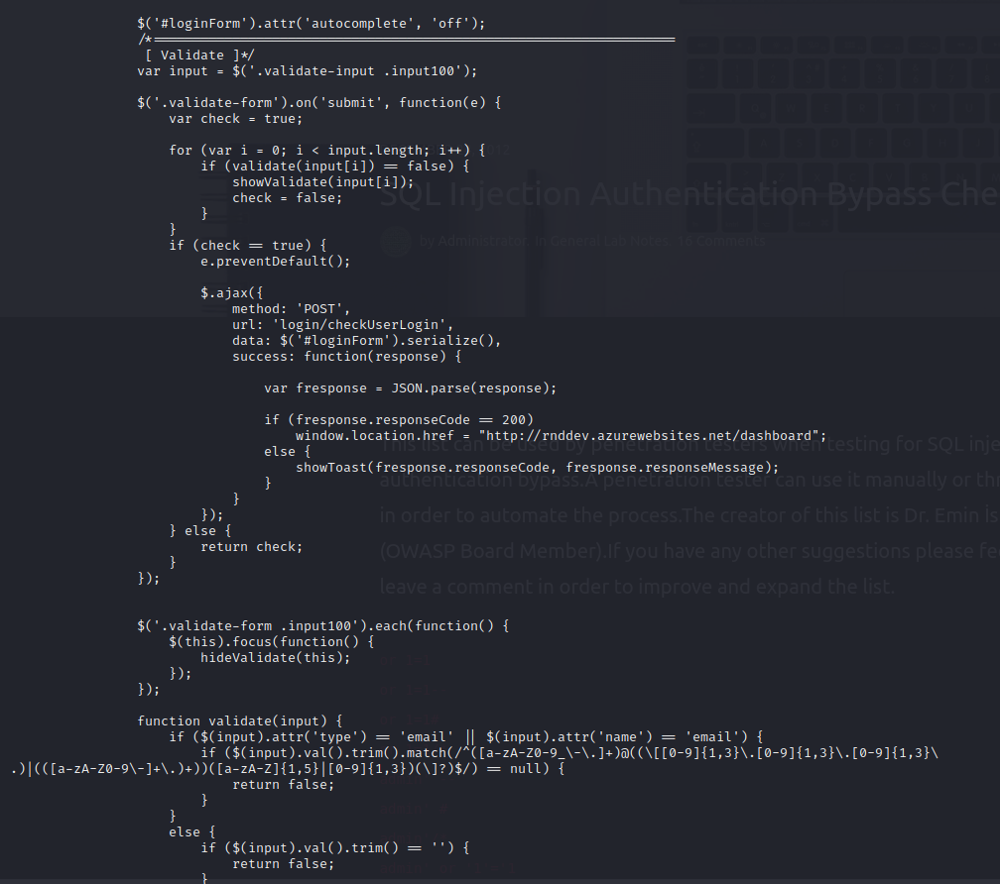 $('#loginForm').attr('autocomplete', 'off');
/*==================================================================
[ Validate ]*/
var input = $('.validate-input .input100');
$('.validate-form').on('submit', function(e) {
var check = true;
for (var i = 0; i < input.length; i++) {
if (validate(input[i]) == false) {
showValidate(input[i]);
check = false;
}
}
if (check == true) {
e.preventDefault();
$.ajax({
method: 'POST',
url: 'login/checkUserLogin',
data: $('#loginForm').serialize(),
success: function(response) {
var fresponse = JSON.parse(response);
if (fresponse.responseCode == 200)
window.location.href = "http://rnddev.azurewebsites.net/dashboard";
else {
showToast(fresponse.responseCode, fresponse.responseMessage);
}
}
});
} else {
return check;
}
});
$('.validate-form .input100').each(function() {
$(this).focus(function() {
hideValidate(this);
});
});
function validate(input) {
if ($(input).attr('type') == 'email' || $(input).attr('name') == 'email') {
if ($(input).val().trim().match(/^([a-zA-Z0-9_\-\.]+)@((\[[0-9]{1,3}\.[0-9]{1,3}\.[0-9]{1,3}\
.)|(([a-zA-Z0-9\-]+\.)+))([a-zA-Z]{1,5}|[0-9]{1,3})(\]?)$/) == null) {
return false;
}
}
else {
if ($(input).val().trim() == '') {
return false;
}
SQL Injection Authentication Bypass Che
by Administrator. In General Lab Notes. 16 Comments
This list can be used by penetration testers when testing for SQL inje
authentication bypass.A penetration tester can use it manually or thr
in order to automate the process.The creator of this list is Dr. Emin İs
(OWASP Board Member).If you have any other suggestions please fe
leave a comment in order to improve and expand the list.